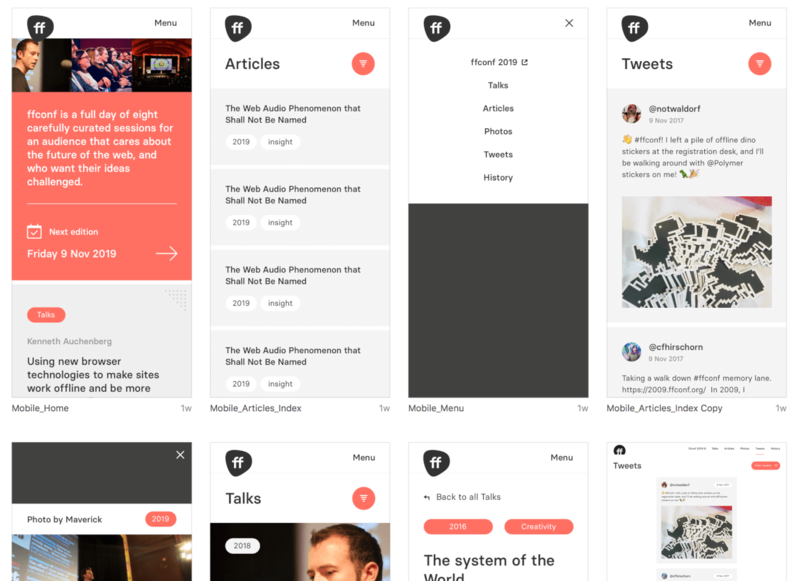 ff
Menu
ffconf is a full day of eight
carefully curated sessions for
an audience that cares about
the future of the web, and
who want their ideas
challenged.
Next edition
Friday 9 Nov 2019
Talks
Kenneth Auchenberg
Using new browser
technologies to make sites
work offline and be more
Mobile_Home
1w
ff
Menu
Articles
The Web Audio Phenomenon that
Shall Not Be Named
2019 insight
The Web Audio Phenomenon that
Shall Not Be Named
2019 insight
The Web Audio Phenomenon that
Shall Not Be Named
2019 insight
The Web Audio Phenomenon that
Shall Not Be Named
2019 insight
Mobile_Articles_Index
1w
ff
ffconf 2019
Talks
Articles
Photos
Tweets
History
Mobile_Menu
1w
ff
Menu
Tweets
@notwaldorf
9 Nov 2017
👋 #ffconf! I left a pile of offline dino
stickers at the registration desk, and I'll
be walking around with @Polymer
stickers on me! 🦖🎉
@cfhirschorn
9 Nov 2017
Taking a walk down #ffconf memory lane.
https://2009.ffconf.org/ In 2009, I
Mobile_Articles_Index Copy
1w
Photo by Maverick
2019
ff
Menu
Talks
2018
ff
Menu
Back to all Talks
2016 Creativity
The system of the
World
ff
Talks Articles Photos Tweets History
Tweets